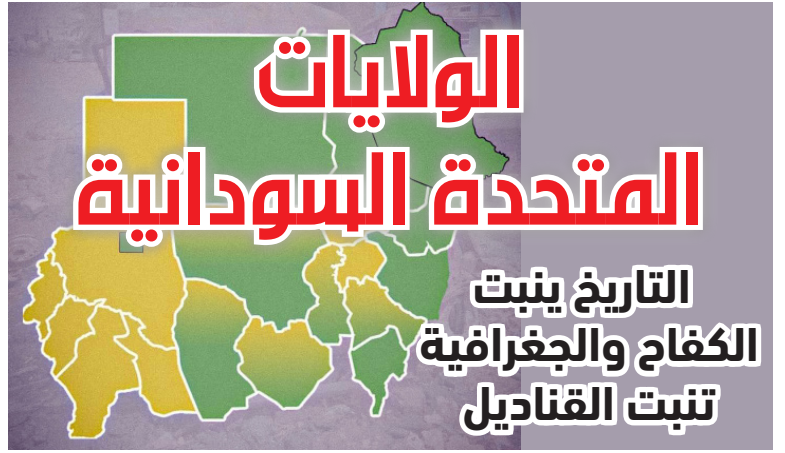 الولايات
المتحدة السودانية
التاريخ ينبت
الكفاح والجغرافية
تنبت القناديل